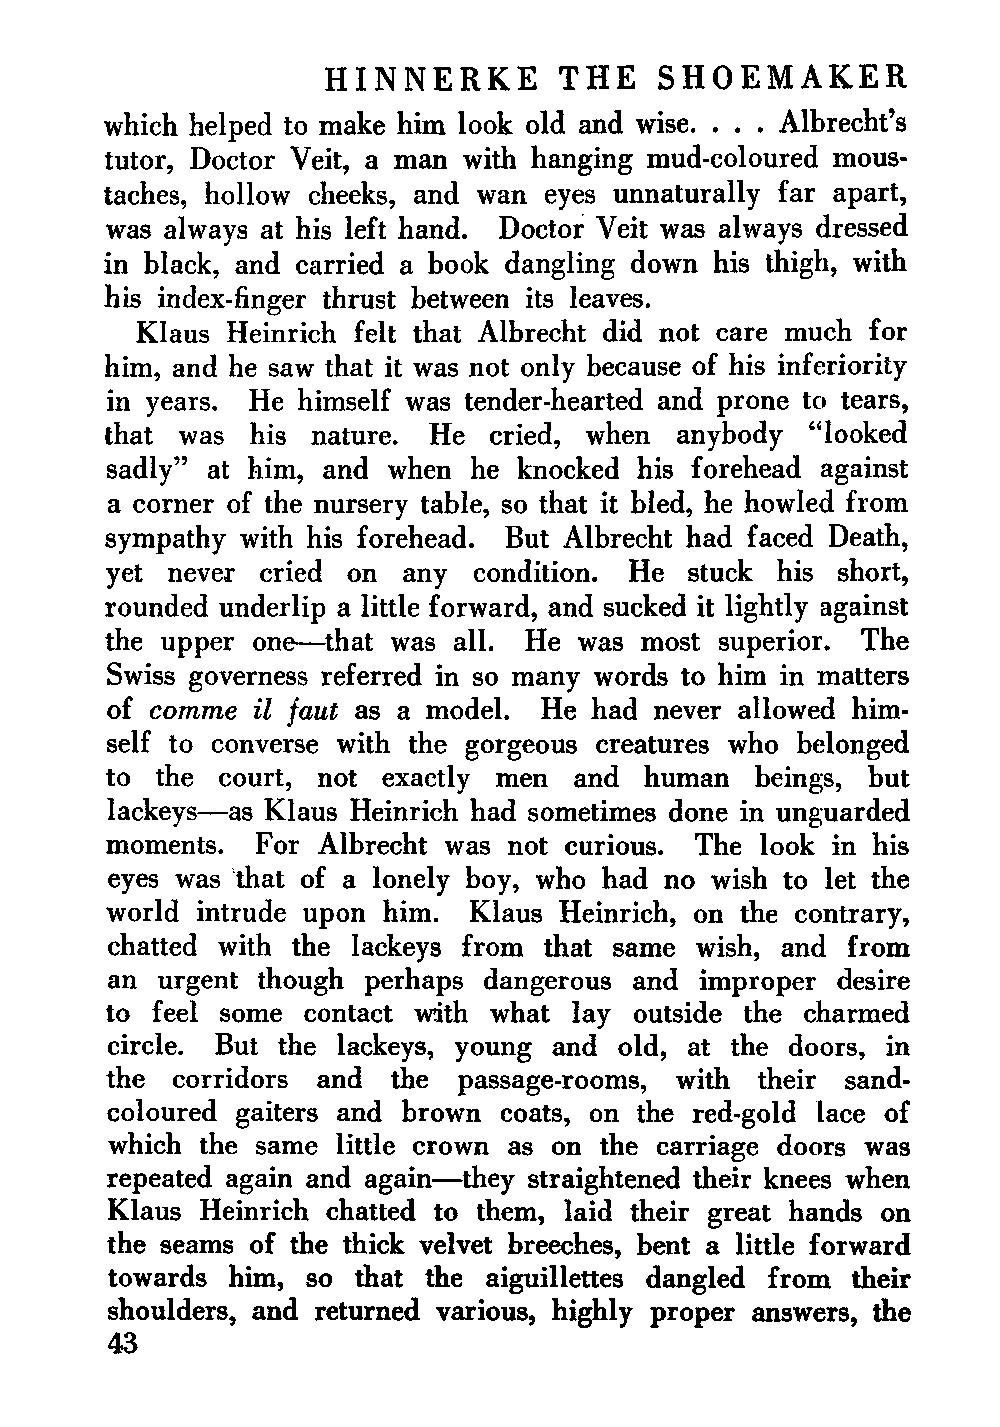 HINNERKE THE SHOEMAKER
which helped to make him look old and wise. . . . Albrecht's
tutor, Doctor Veit, a man with hanging mud-coloured mous-
taches, hollow cheeks, and wan eyes unnaturally far apart,
was always at his left hand. Doctor Veit was always dressed
in black, and carried a book dangling down his thigh, with
his index-finger thrust between its leaves.
Klaus Heinrich felt that Albrecht did not care much for
him, and he saw that it was not only because of his inferiority
in years. He himself was tender-hearted and prone to tears,
that was his nature. He cried, when anybody “looked
sadly” at him, and when he knocked his forehead against
a corner of the nursery table, so that it bled, he howled from
sympathy with his forehead. But Albrecht had faced Death,
yet never cried on any condition. He stuck his short,
rounded underlip a little forward, and sucked it lightly against
the upper one—that was all. He was most superior. The
Swiss governess referred in so many words to him in matters
of comme il faut as a model. He had never allowed him-
self to converse with the gorgeous creatures who belonged
to the court, not exactly men and human beings, but
lackeys—as Klaus Heinrich had sometimes done in unguarded
moments. For Albrecht was not curious. The look in his
eyes was that of a lonely boy, who had no wish to let the
world intrude upon him. Klaus Heinrich, on the contrary,
chatted with the lackeys from that same wish, and from
an urgent though perhaps dangerous and improper desire
to feel some contact with what lay outside the charmed
circle. But the lackeys, young and old, at the doors, in
the corridors and the passage-rooms, with their sand-
coloured gaiters and brown coats, on the red-gold lace of
which the same little crown as on the carriage doors was
repeated again and again—they straightened their knees when
Klaus Heinrich chatted to them, laid their great hands on
the seams of the thick velvet breeches, bent a little forward
towards him, so that the aiguillettes dangled from their
shoulders, and returned various, highly proper answers, the
43